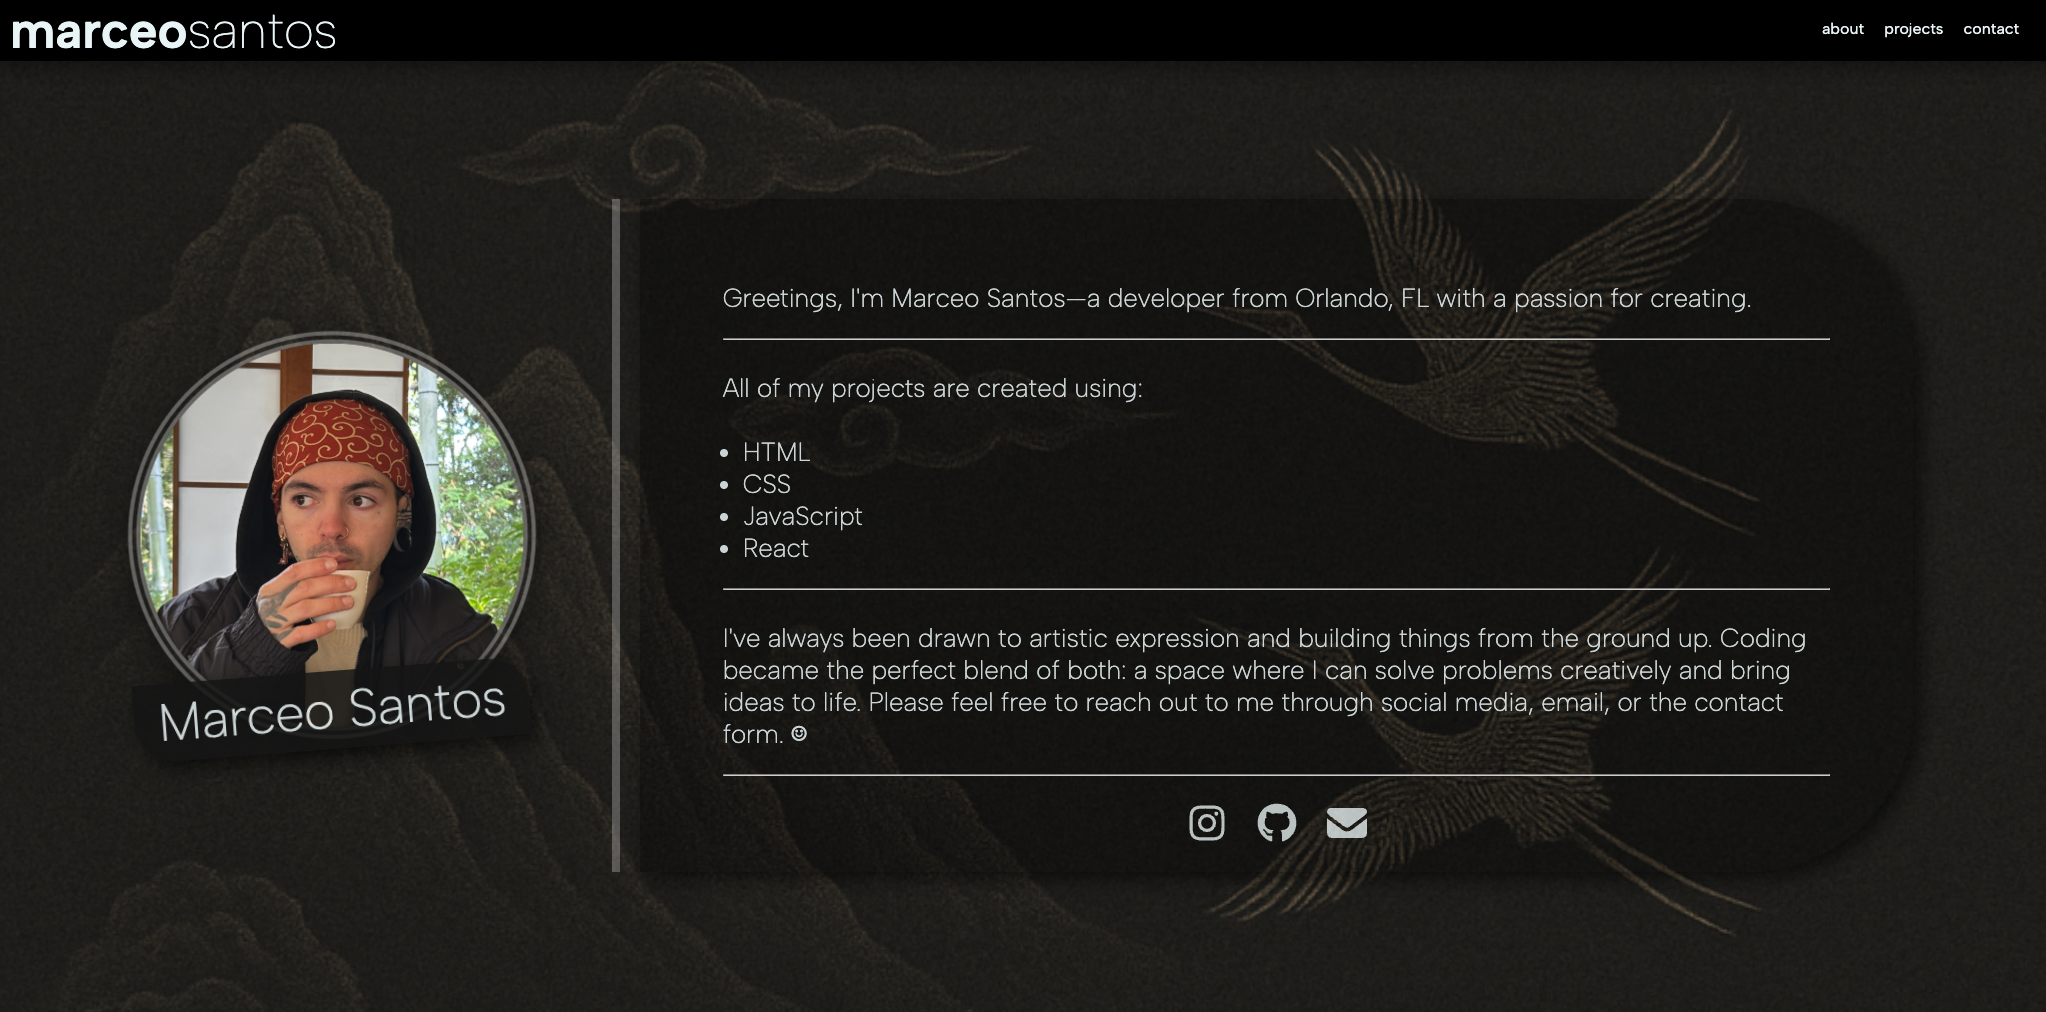 marceosantos
about projects contact
Marceo Santos
Greetings, I'm Marceo Santos—a developer from Orlando, FL with a passion for creating.
All of my projects are created using:
• HTML
• CSS
• JavaScript
• React
I've always been drawn to artistic expression and building things from the ground up. Coding
became the perfect blend of both: a space where I can solve problems creatively and bring
ideas to life. Please feel free to reach out to me through social media, email, or the contact
form. ☺